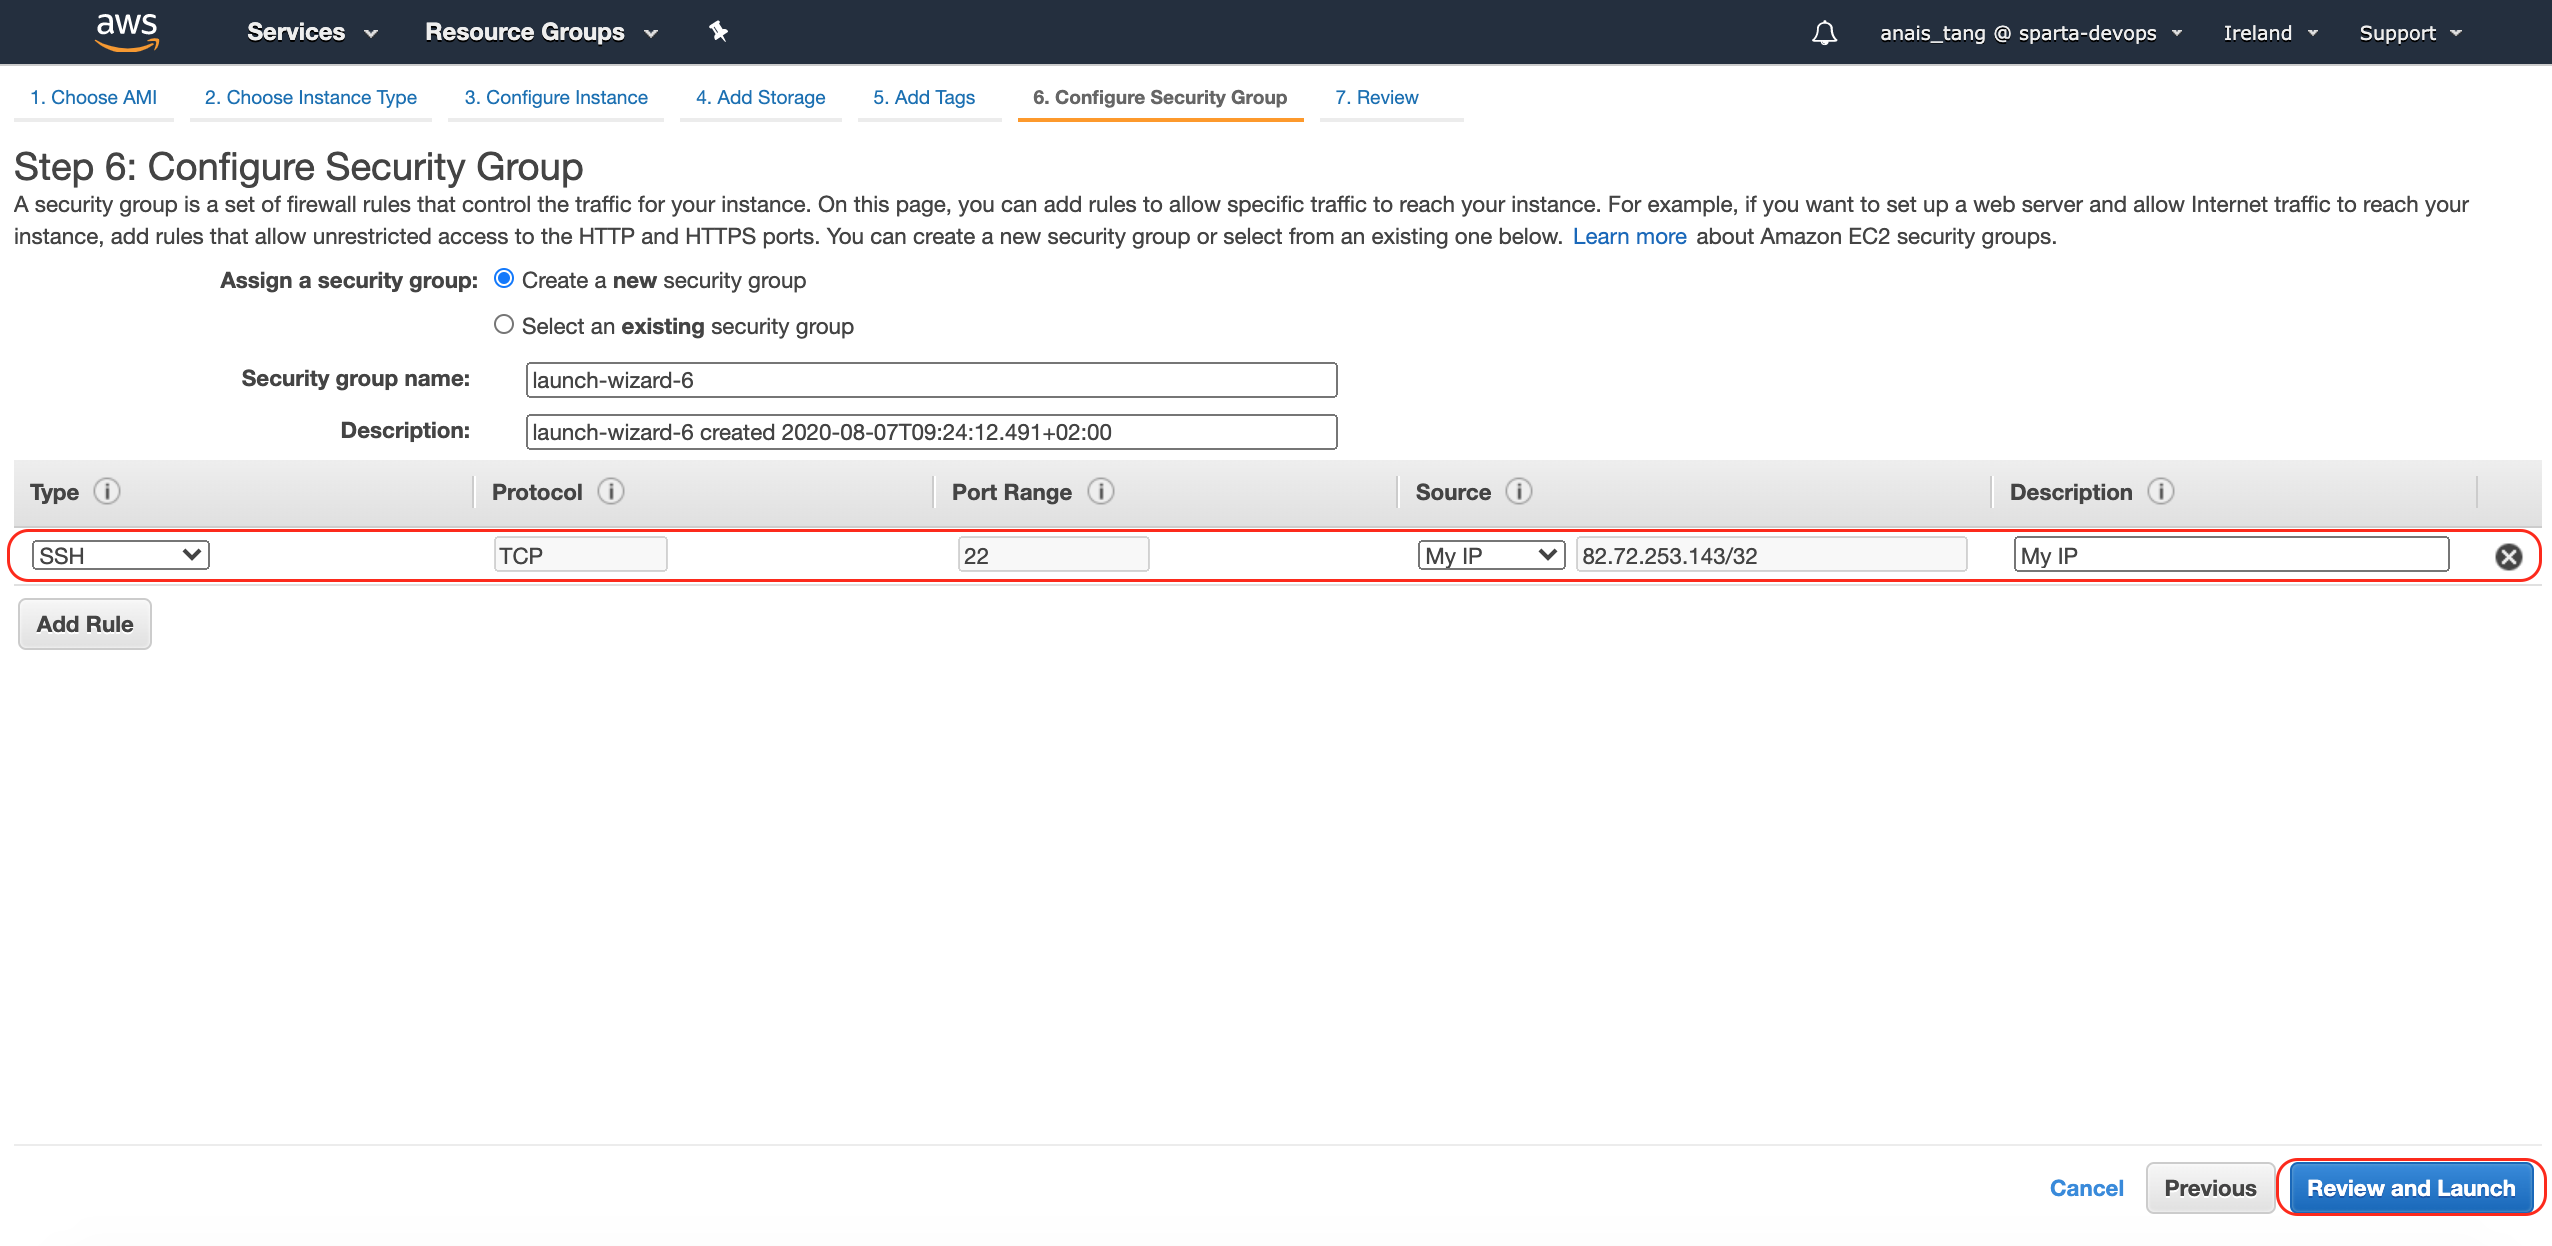 aws Services Resource Groups anais_tang @ sparta-devops Ireland Support
1. Choose AMI 2. Choose Instance Type 3. Configure Instance 4. Add Storage 5. Add Tags 6. Configure Security Group 7. Review
Step 6: Configure Security Group
A security group is a set of firewall rules that control the traffic for your instance. On this page, you can add rules to allow specific traffic to reach your instance. For example, if you want to set up a web server and allow Internet traffic to reach your
instance, add rules that allow unrestricted access to the HTTP and HTTPS ports. You can create a new security group or select from an existing one below. Learn more about Amazon EC2 security groups.
Assign a security group: Create a new security group
Select an existing security group
Security group name: launch-wizard-6
Description: launch-wizard-6 created 2020-08-07T09:24:12.491+02:00
Type i Protocol i Port Range i Source i Description i
SSH TCP 22 My IP 82.72.253.143/32 My IP
Add Rule
Cancel Previous Review and Launch